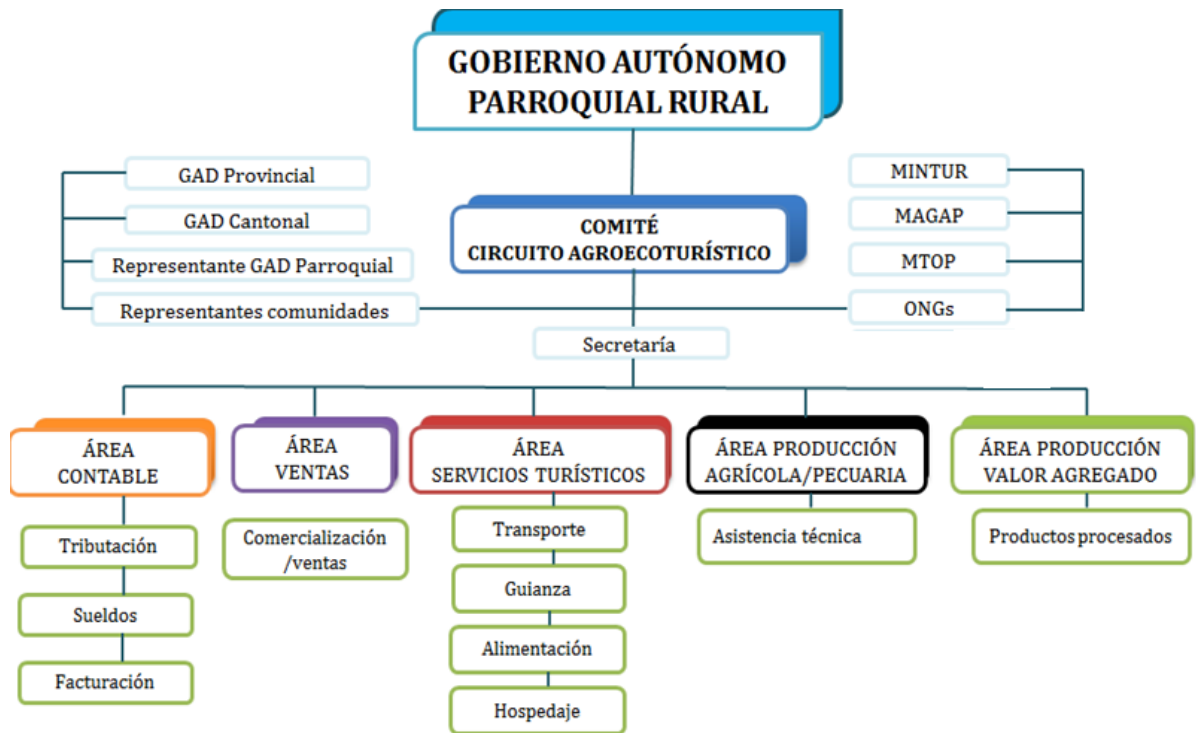 GOBIERNO AUTÓNOMO
PARROQUIAL RURAL
GAD Provincial
GAD Cantonal
Representante GAD Parroquial
Representantes comunidades
COMITÉ
CIRCUITO AGROECOTURÍSTICO
MINTUR
MAGAP
MTOP
ONGs
Secretaría
ÁREA
CONTABLE
Tributación
Sueldos
Facturación
ÁREA
VENTAS
Comercialización
/ventas
ÁREA
SERVICIOS TURÍSTICOS
Transporte
Guianza
Alimentación
Hospedaje
ÁREA PRODUCCIÓN
AGRÍCOLA/PECUARIA
Asistencia técnica
ÁREA PRODUCCIÓN
VALOR AGREGADO
Productos procesados